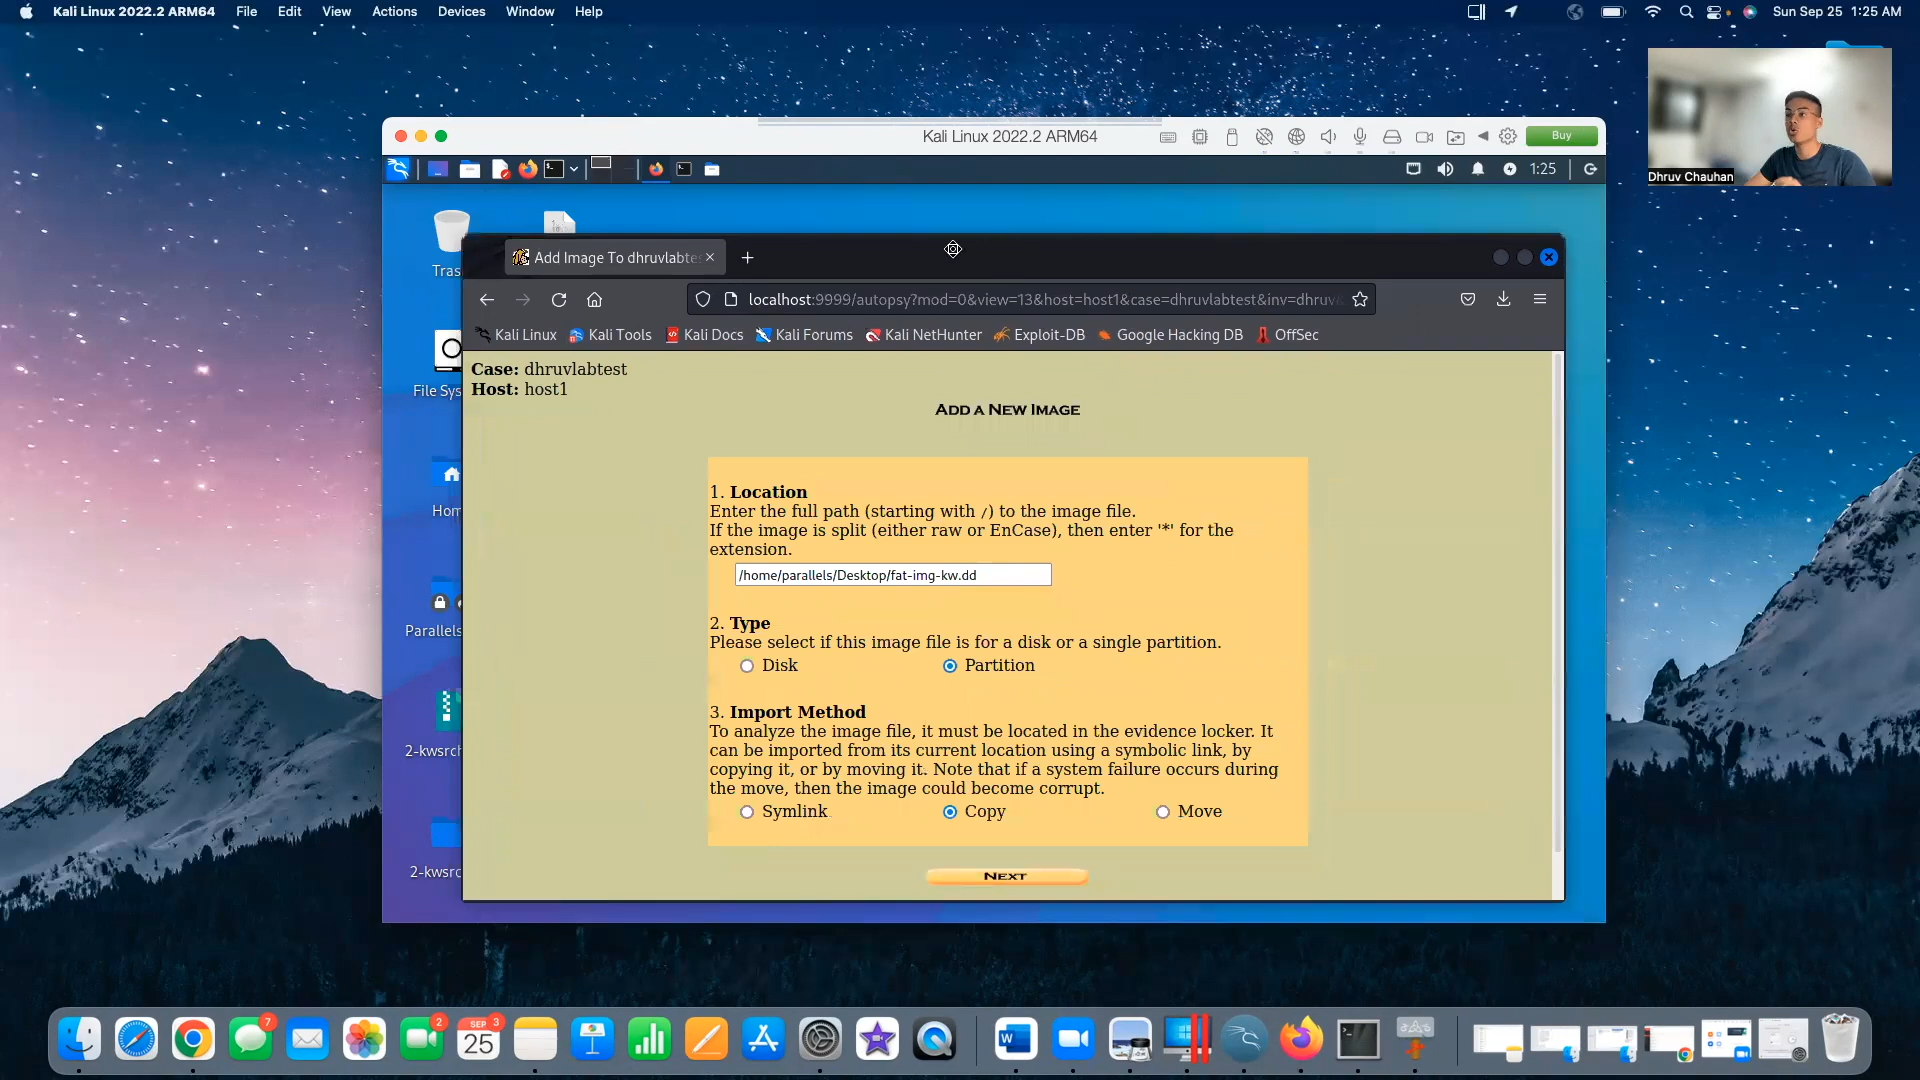 Kali Linux 2022.2 ARM64 File Edit View Actions Devices Window Help
Sun Sep 25 1:25 AM
Dhruv Chauhan
Kali Linux 2022.2 ARM64
Buy
1:25
Tras
File Sys
Hom
Parallels
2-kwsrch
2-kwsrc
Add Image To dhruvlabtes
localhost:9999/autopsy?mod=0&view=13&host=host1&case=dhruvlabtest&inv=dhruv
Kali Linux Kali Tools Kali Docs Kali Forums Kali NetHunter Exploit-DB Google Hacking DB OffSec
Case: dhruvlabtest
Host: host1
ADD A NEW IMAGE
1. Location
Enter the full path (starting with /) to the image file.
If the image is split (either raw or EnCase), then enter '*' for the
extension.
/home/parallels/Desktop/fat-img-kw.dd
2. Type
Please select if this image file is for a disk or a single partition.
Disk Partition
3. Import Method
To analyze the image file, it must be located in the evidence locker. It
can be imported from its current location using a symbolic link, by
copying it, or by moving it. Note that if a system failure occurs during
the move, then the image could become corrupt.
Symlink Copy Move
NEXT
7
2
SEP 3
25
W